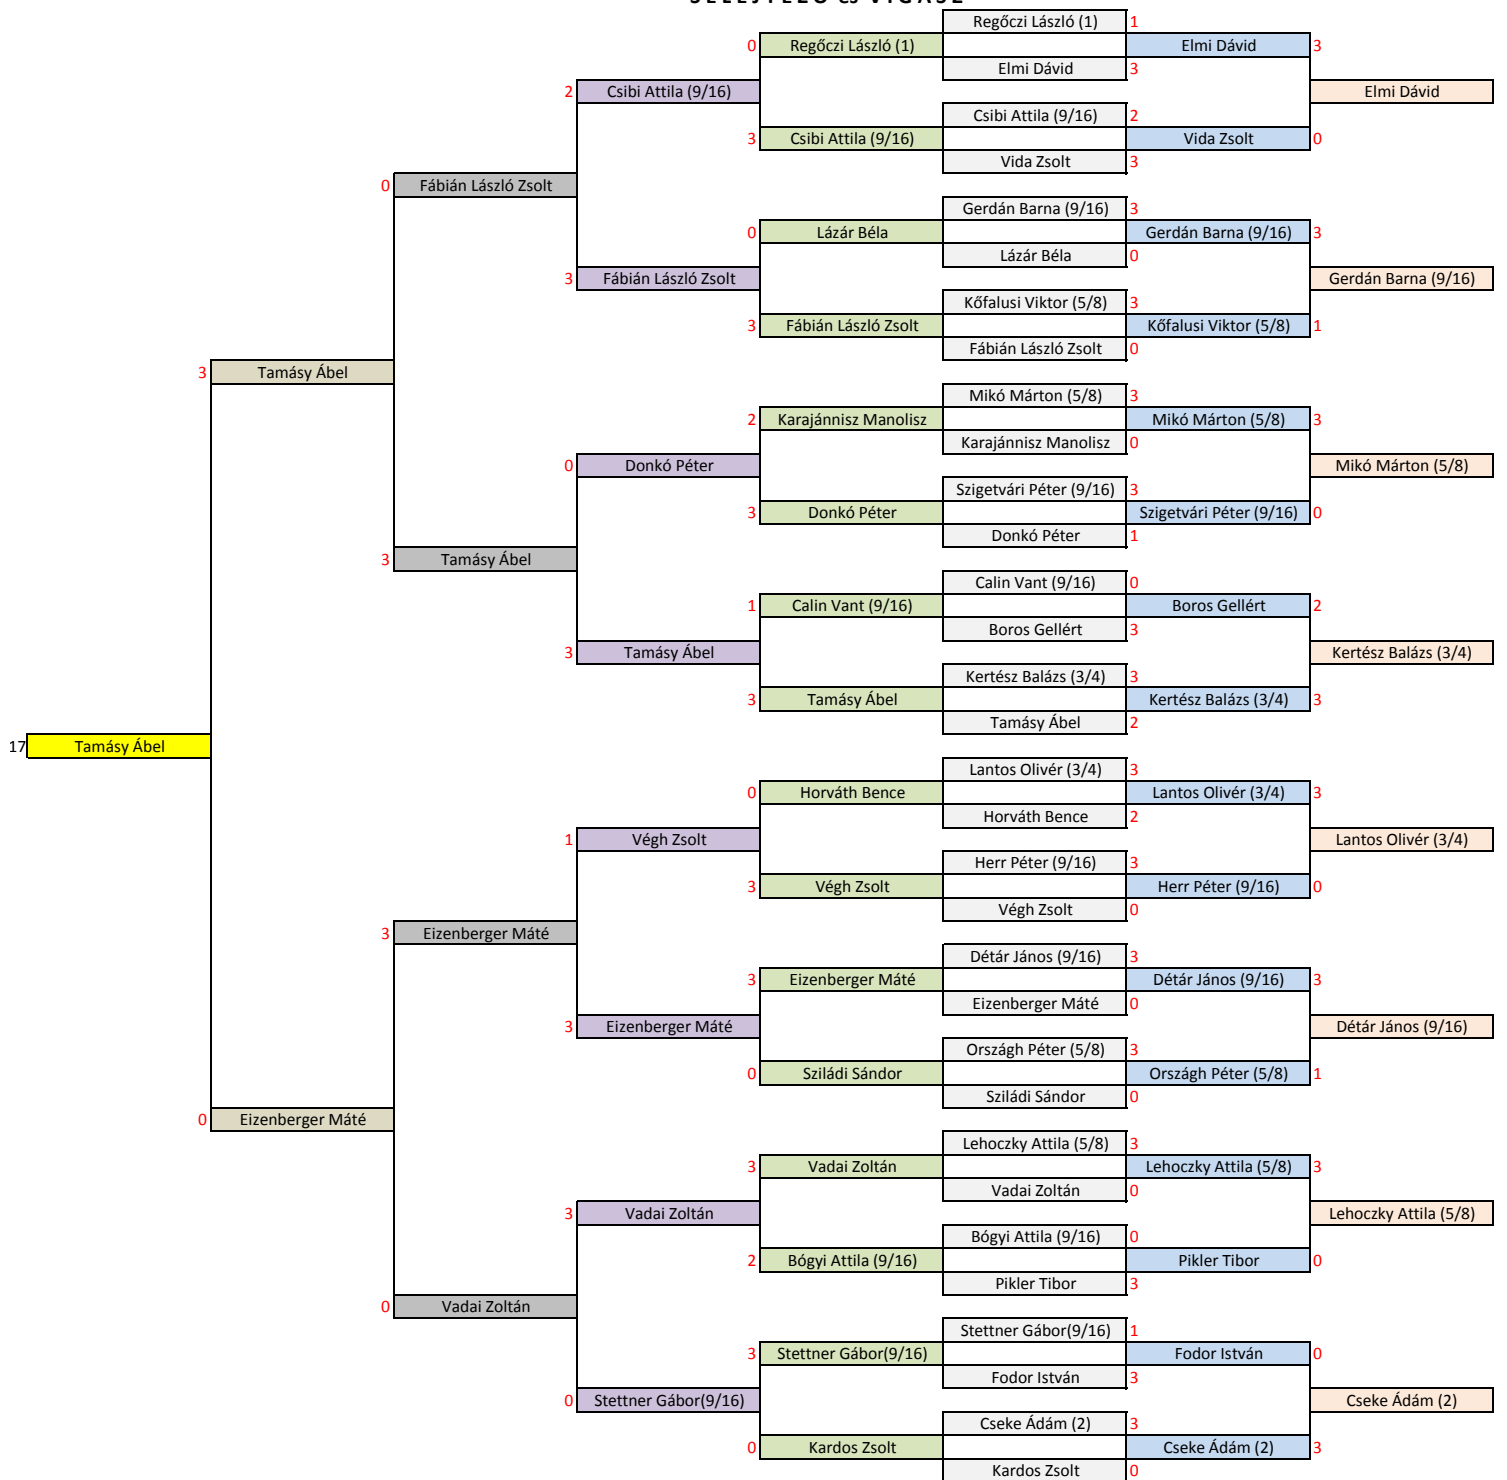 Regőczi László (1) 1
0 Regőczi László (1) Elmi Dávid 3
Elmi Dávid 3
2 Csibi Attila (9/16) Elmi Dávid
Csibi Attila (9/16) 2
3 Csibi Attila (9/16) Vida Zsolt 0
Vida Zsolt 3
0 Fábián László Zsolt
Gerdán Barna (9/16) 3
0 Lázár Béla Gerdán Barna (9/16) 3
Lázár Béla 0
3 Fábián László Zsolt Gerdán Barna (9/16)
Kőfalusi Viktor (5/8) 3
3 Fábián László Zsolt Kőfalusi Viktor (5/8) 1
Fábián László Zsolt 0
3 Tamásy Ábel
Mikó Márton (5/8) 3
2 Karajánnisz Manolisz Mikó Márton (5/8) 3
Karajánnisz Manolisz 0
0 Donkó Péter Mikó Márton (5/8)
Szigetvári Péter (9/16) 3
3 Donkó Péter Szigetvári Péter (9/16) 0
Donkó Péter 1
3 Tamásy Ábel
Calin Vant (9/16) 0
1 Calin Vant (9/16) Boros Gellért 2
Boros Gellért 3
3 Tamásy Ábel Kertész Balázs (3/4)
Kertész Balázs (3/4) 3
3 Tamásy Ábel Kertész Balázs (3/4) 3
Tamásy Ábel 2
17 Tamásy Ábel
Lantos Olivér (3/4) 3
0 Horváth Bence Lantos Olivér (3/4) 3
Horváth Bence 2
1 Végh Zsolt Lantos Olivér (3/4)
Herr Péter (9/16) 3
3 Végh Zsolt Herr Péter (9/16) 0
Végh Zsolt 0
3 Eizenberger Máté
Détár János (9/16) 3
3 Eizenberger Máté Détár János (9/16) 3
Eizenberger Máté 0
3 Eizenberger Máté Détár János (9/16)
Országh Péter (5/8) 3
0 Sziládi Sándor Országh Péter (5/8) 1
Sziládi Sándor 0
0 Eizenberger Máté
Lehoczky Attila (5/8) 3
3 Vadai Zoltán Lehoczky Attila (5/8) 3
Vadai Zoltán 0
3 Vadai Zoltán Lehoczky Attila (5/8)
Bógyi Attila (9/16) 0
2 Bógyi Attila (9/16) Pikler Tibor 0
Pikler Tibor 3
0 Vadai Zoltán
Stettner Gábor(9/16) 1
3 Stettner Gábor(9/16) Fodor István 0
Fodor István 3
0 Stettner Gábor(9/16) Cseke Ádám (2)
Cseke Ádám (2) 3
0 Kardos Zsolt Cseke Ádám (2) 3
Kardos Zsolt 0